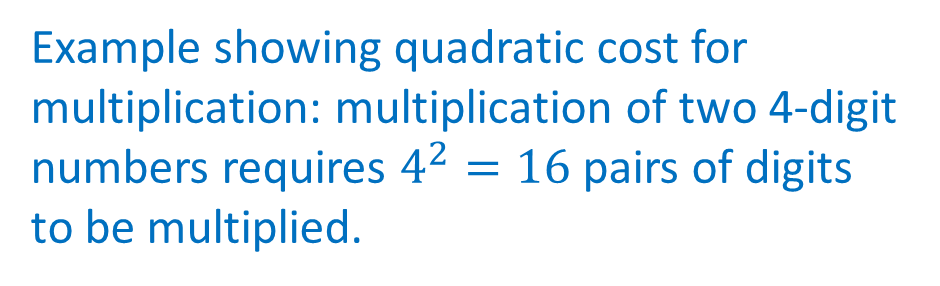 Example showing quadratic cost for
multiplication: multiplication of two 4-digit
numbers requires 4² = 16 pairs of digits
to be multiplied.